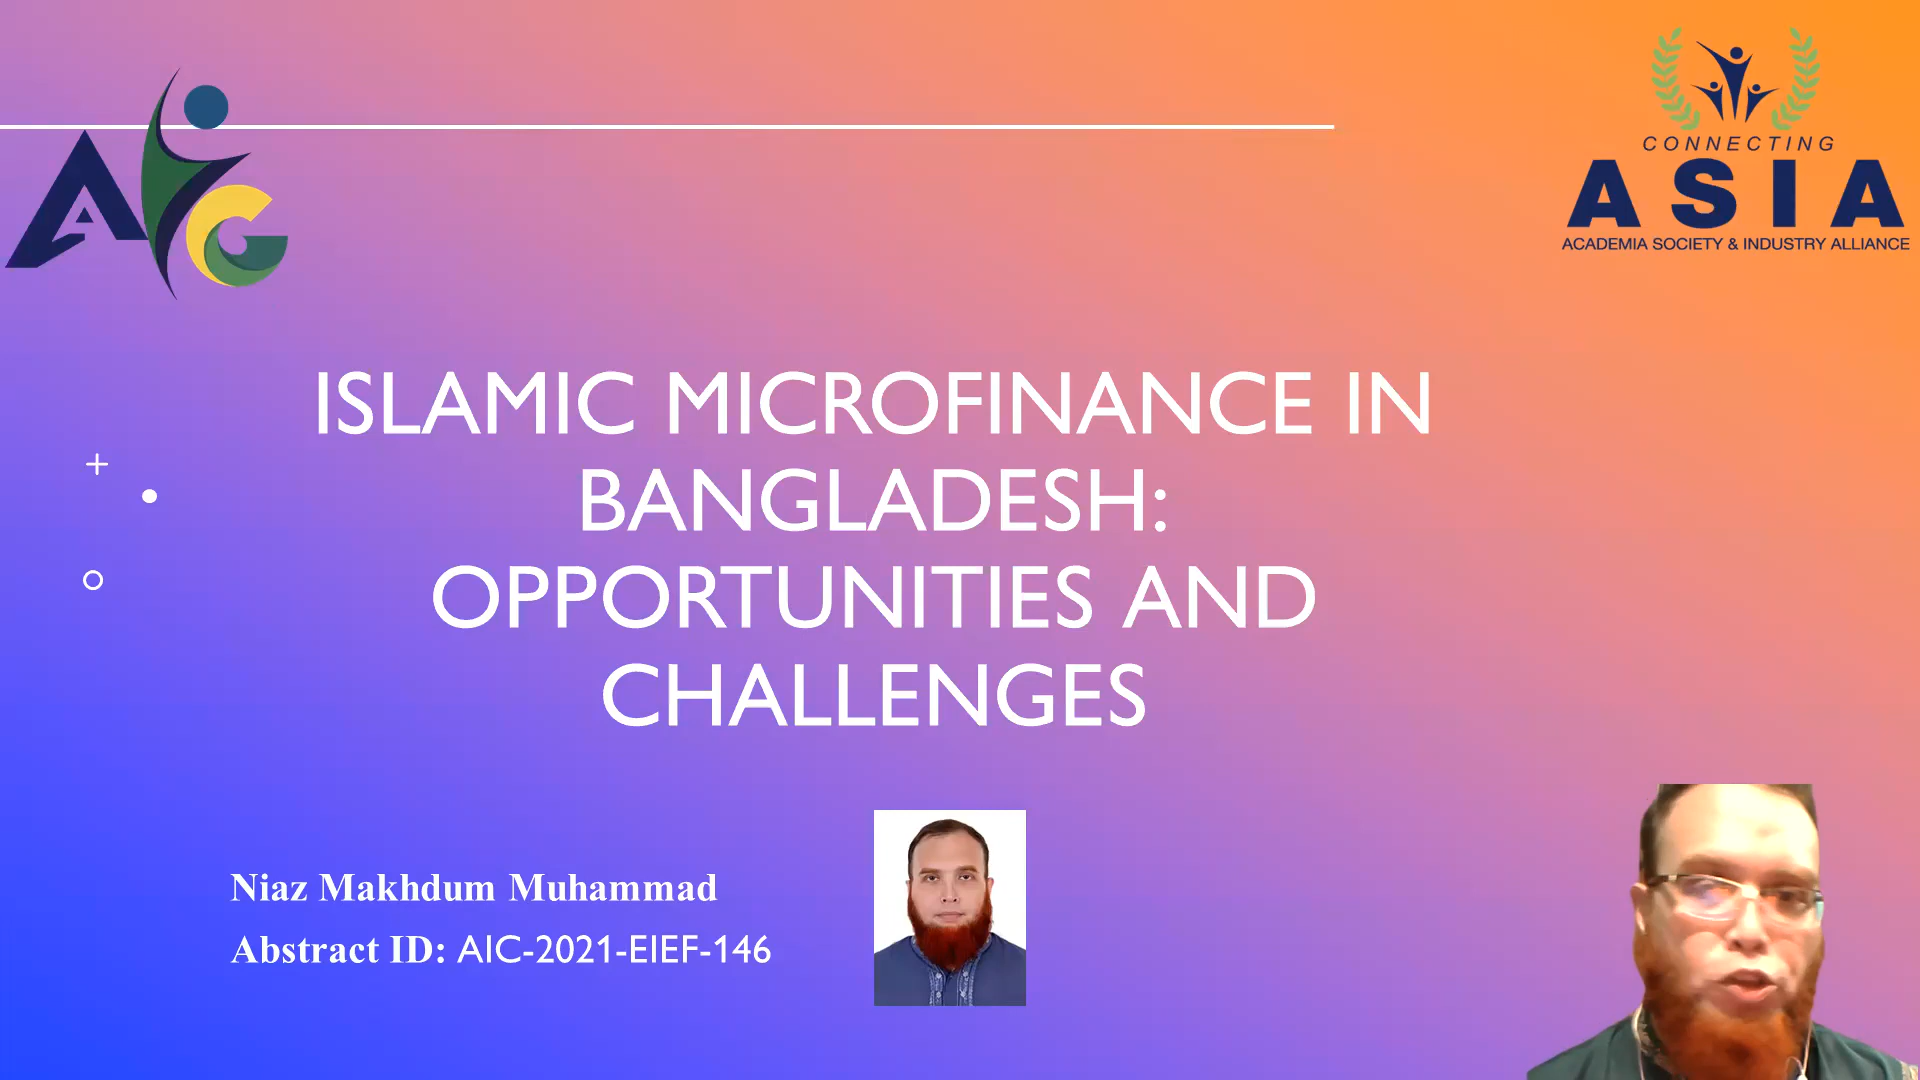 AIC
CONNECTING
ASIA
ACADEMIA SOCIETY & INDUSTRY ALLIANCE
ISLAMIC MICROFINANCE IN
BANGLADESH:
OPPORTUNITIES AND
CHALLENGES
Niaz Makhdum Muhammad
Abstract ID: AIC-2021-EIEF-146